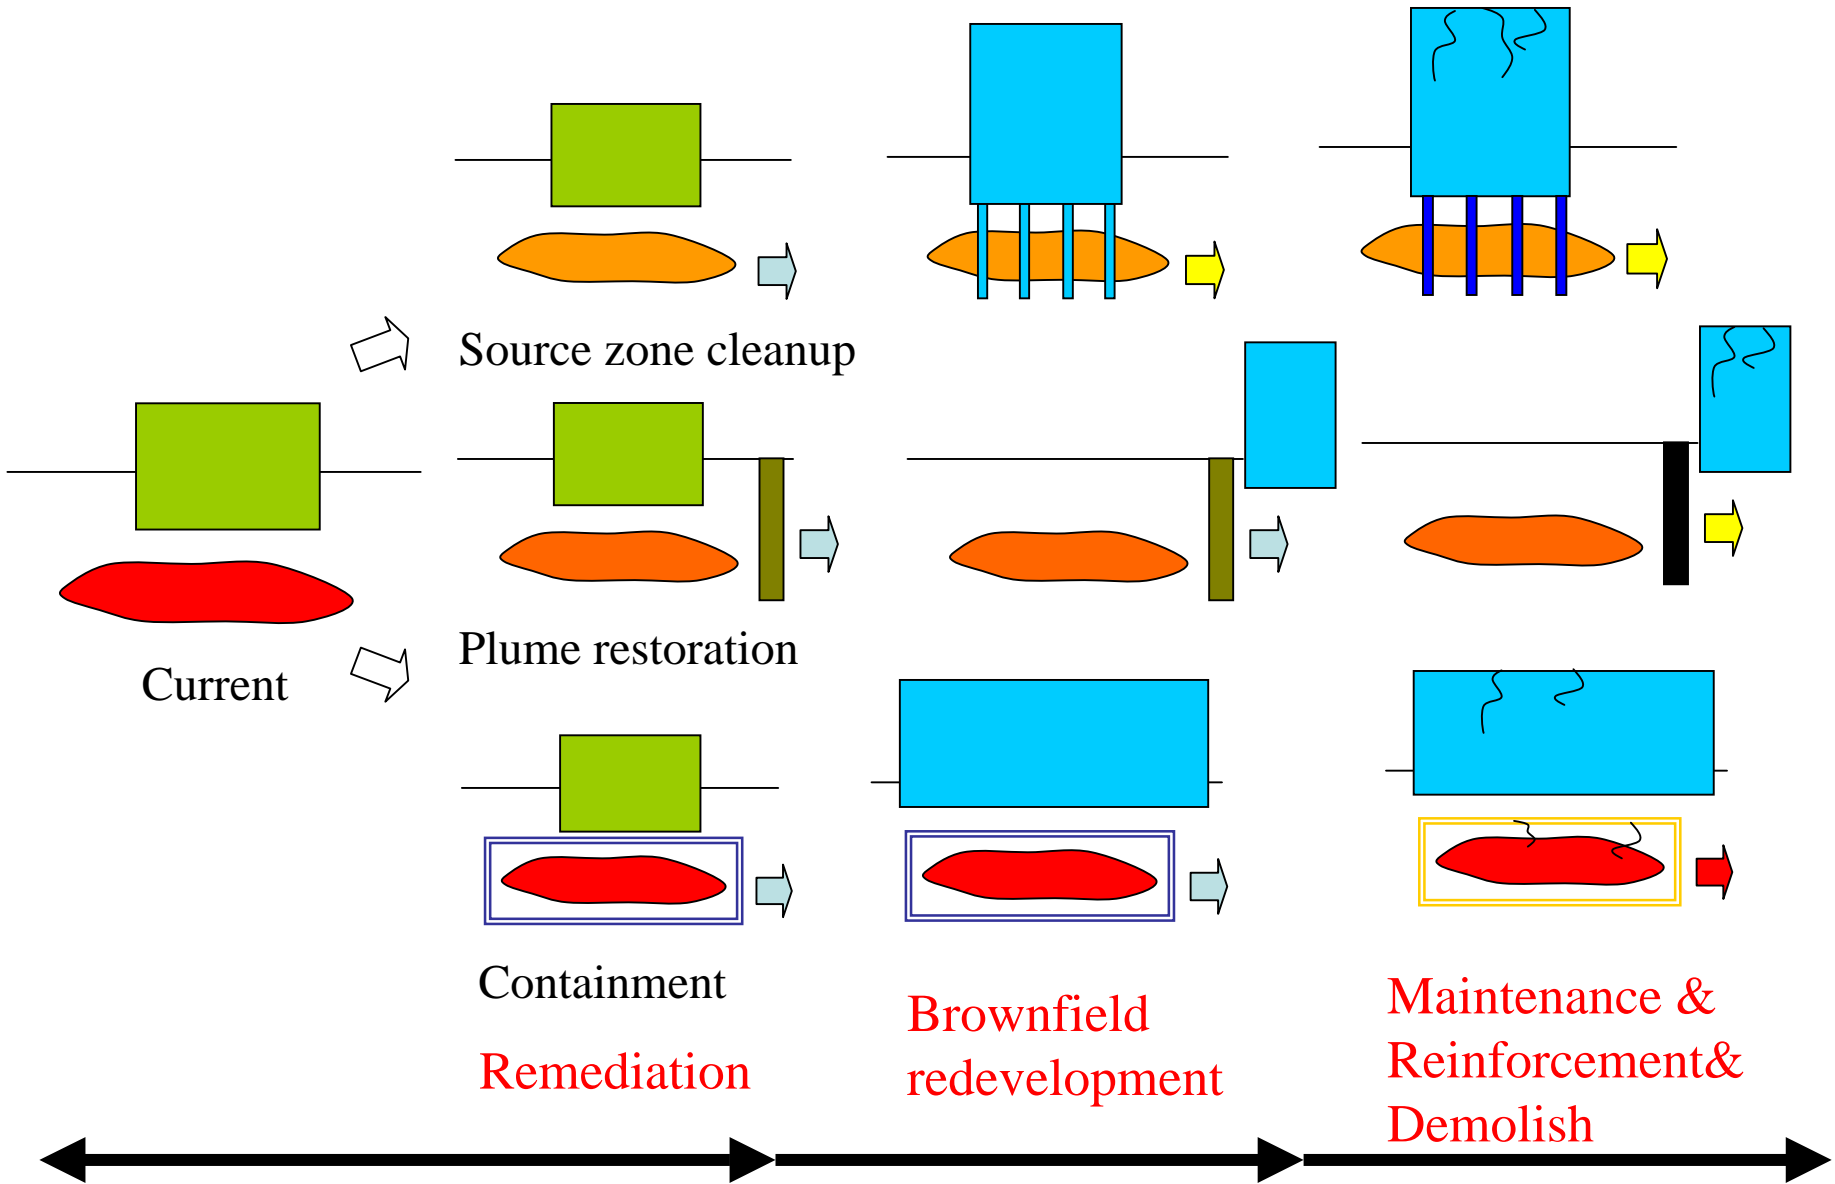 Source zone cleanup
Current
Plume restoration
Containment
Remediation
Brownfield
redevelopment
Maintenance &
Reinforcement&
Demolish